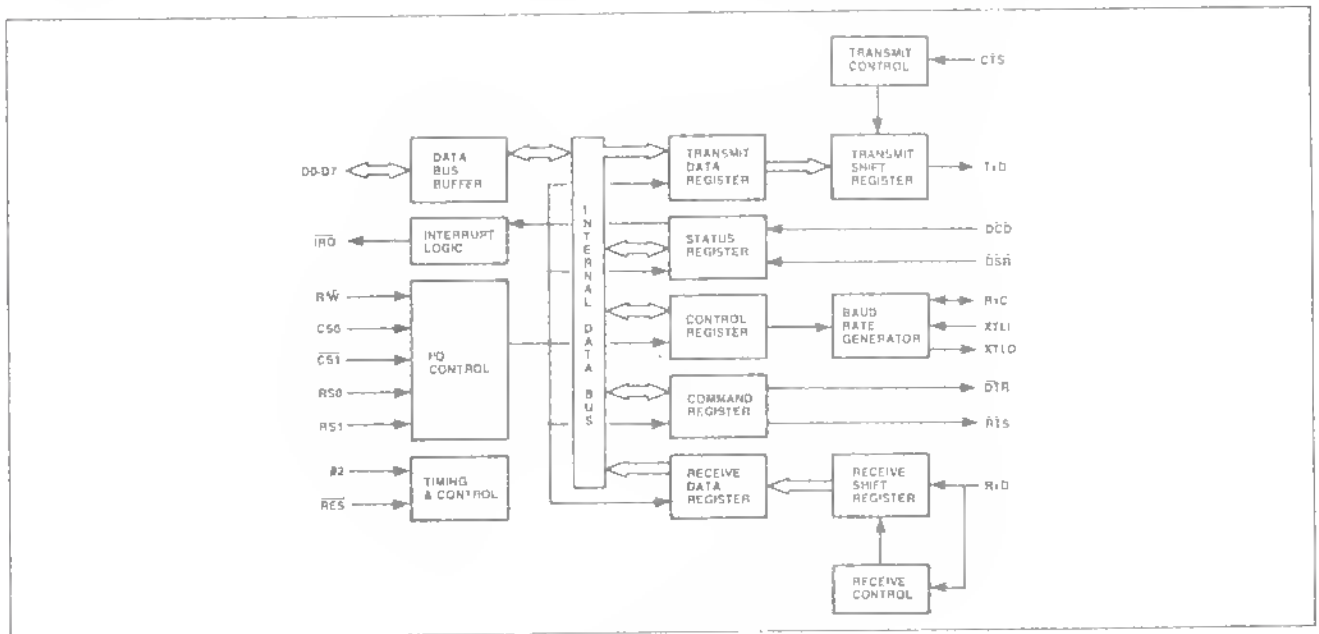 TRANSMIT
CONTROL
CTS
D0-D7
DATA
BUS
BUFFER
TRANSMIT
DATA
REGISTER
TRANSMIT
SHIFT
REGISTER
TxD
IRQ
INTERRUPT
LOGIC
INTERNAL DATA BUS
STATUS
REGISTER
DCD
DSR
R/W
CS0
CS1
RS0
RS1
I/O
CONTROL
CONTROL
REGISTER
BAUD
RATE
GENERATOR
RxC
XTLI
XTLO
COMMAND
REGISTER
DTR
RTS
ø2
RES
TIMING
& CONTROL
RECEIVE
DATA
REGISTER
RECEIVE
SHIFT
REGISTER
RxD
RECEIVE
CONTROL